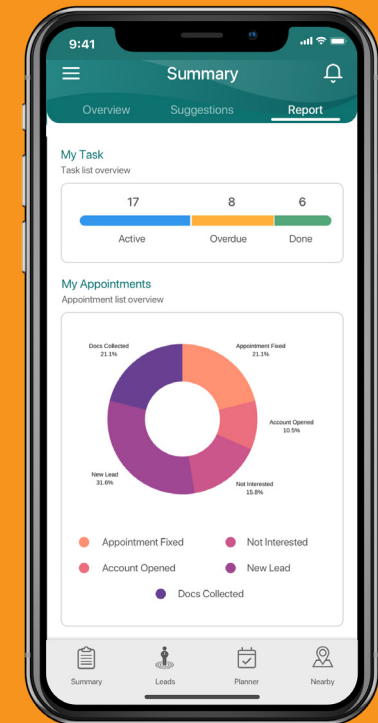 9:41
Summary
Overview Suggestions Report
My Task
Task list overview
17 8 6
Active Overdue Done
My Appointments
Appointment list overview
Docs Collected
21.1%
Appointment Fixed
21.1%
Account Opened
10.5%
New Lead
31.6%
Not Interested
15.8%
Appointment Fixed Not Interested
Account Opened New Lead
Docs Collected
Summary Leads Planner Nearby